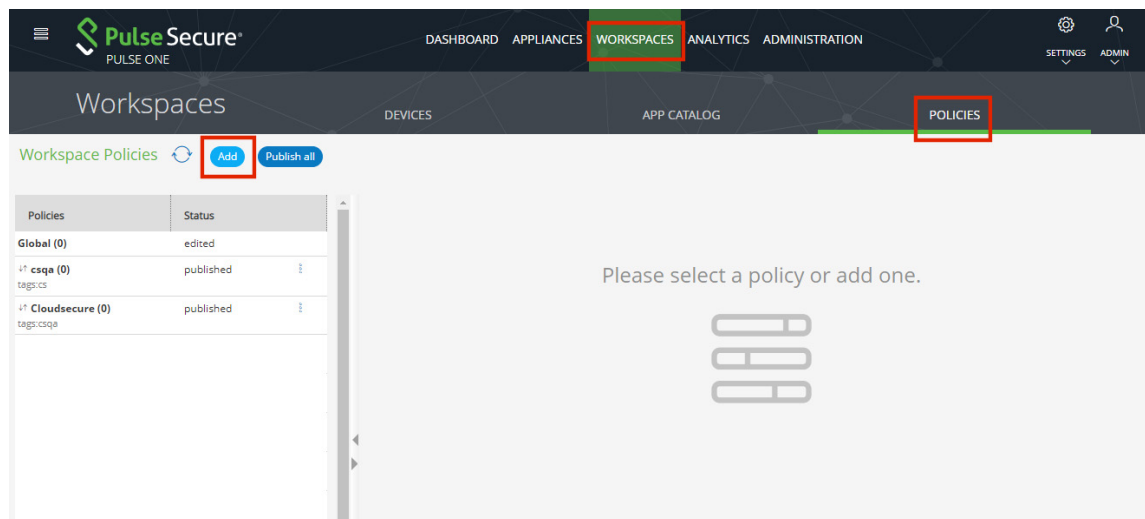 Pulse Secure®
PULSE ONE
DASHBOARD APPLIANCES WORKSPACES ANALYTICS ADMINISTRATION
SETTINGS ADMIN
Workspaces
DEVICES APP CATALOG POLICIES
Workspace Policies Add Publish all
Policies Status
Global (0) edited
csqa (0) published
tags:cs
Cloudsecure (0) published
tags:csqa
Please select a policy or add one.